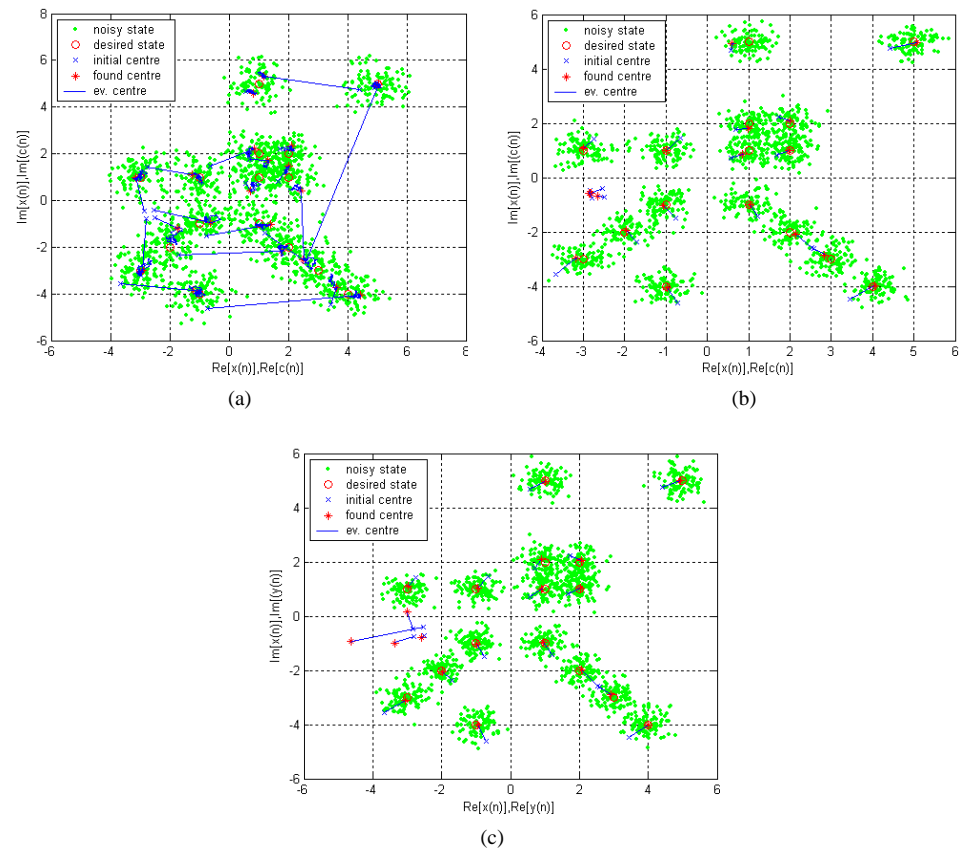 8
6
4
2
0
-2
-4
-6
Im[x(n)],Im[(c(n)]
noisy state
desired state
initial centre
found centre
ev. centre
-6 -4 -2 0 2 4 6 8
Re[x(n)],Re[c(n)]
(a)
6
4
2
0
-2
-4
-6
Im[x(n)],Im[(c(n)]
noisy state
desired state
initial centre
found centre
ev. centre
-4 -3 -2 -1 0 1 2 3 4 5 6
Re[x(n)],Re[c(n)]
(b)
6
4
2
0
-2
-4
-6
Im[x(n)],Im[(y(n)]
noisy state
desired state
initial centre
found centre
ev. centre
-6 -4 -2 0 2 4 6
Re[x(n)],Re[y(n)]
(c)